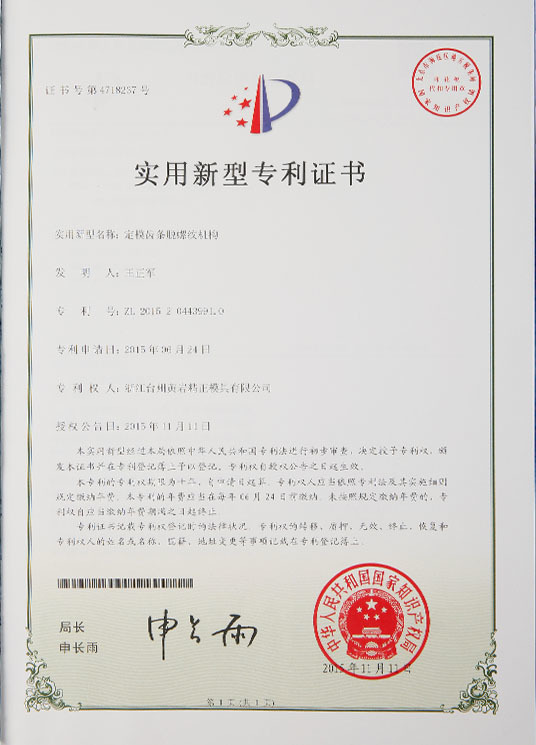 证书号第4718237号
实用新型专利证书
实用新型名称：定模齿条脱螺纹机构
发 明 人：王正军
专 利 号：ZL 2015 2 0443991.0
专利申请日：2015年06月24日
专 利 权 人：浙江台州黄岩精正模具有限公司
授权公告日：2015年11月11日
本实用新型经过本局依照中华人民共和国专利法进行初步审查，决定授予专利权，颁
发本证书并在专利登记簿上予以登记。专利权自授权公告之日起生效。
本专利的专利权期限为十年，自申请日起算。专利权人应当依照专利法及其实施细则
规定缴纳年费。本专利的年费应当在每年06月24日前缴纳。未按照规定缴纳年费的，专利
权自应当缴纳年费期满之日起终止。
专利证书记载专利权登记时的法律状况。专利权的转移、质押、无效、终止、恢复和
专利权人的姓名或名称、国籍、地址变更等事项记载在专利登记簿上。
局长
申长雨
申长雨
中华人民共和国国家知识产权局
2015年11月11日
第1页(共1页)